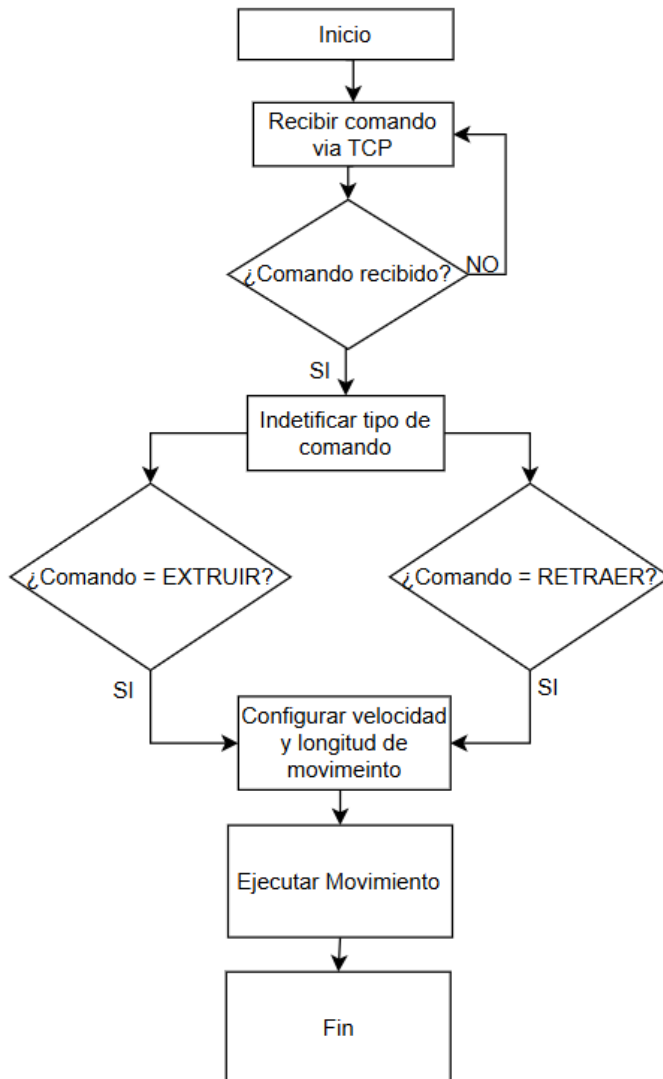 Inicio
Recibir comando
via TCP
¿Comando recibido?
NO
SI
Indetificar tipo de
comando
¿Comando = EXTRUIR?
¿Comando = RETRAER?
SI
SI
Configurar velocidad
y longitud de
movimeinto
Ejecutar Movimiento
Fin